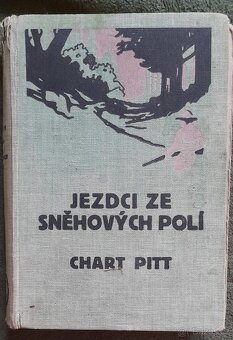 JEZDCI ZE
SNĚHOVÝCH POLÍ
CHART PITT